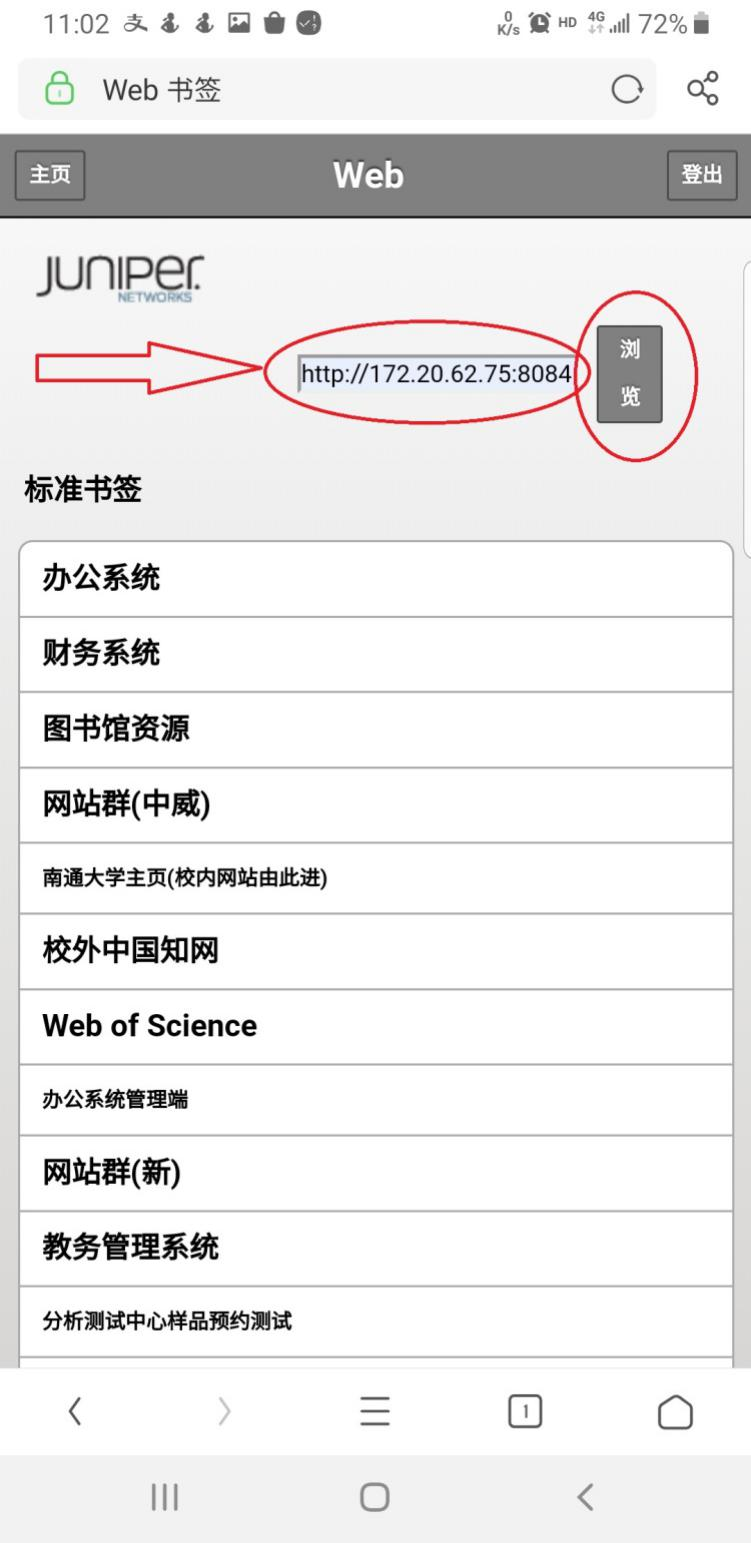 11:02
0 K/s HD 4G 72%
Web 书签
主页 Web 登出
JUNIPER
NETWORKS
http://172.20.62.75:8084
浏
览
标准书签
办公系统
财务系统
图书馆资源
网站群(中威)
南通大学主页(校内网站由此进)
校外中国知网
Web of Science
办公系统管理端
网站群(新)
教务管理系统
分析测试中心样品预约测试
1